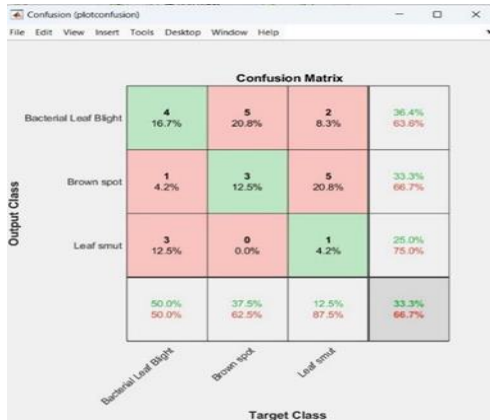 Confusion (plotconfusion)
File Edit View Insert Tools Desktop Window Help
Confusion Matrix
Bacterial Leaf Blight 4 5 2 36.4%
16.7% 20.8% 8.3% 63.6%
Brown spot 1 3 5 33.3%
4.2% 12.5% 20.8% 66.7%
Leaf smut 3 0 1 25.0%
12.5% 0.0% 4.2% 75.0%
50.0% 37.5% 12.5% 33.3%
50.0% 62.5% 87.5% 66.7%
Output Class
Bacterial Leaf Blight Brown spot Leaf smut
Target Class